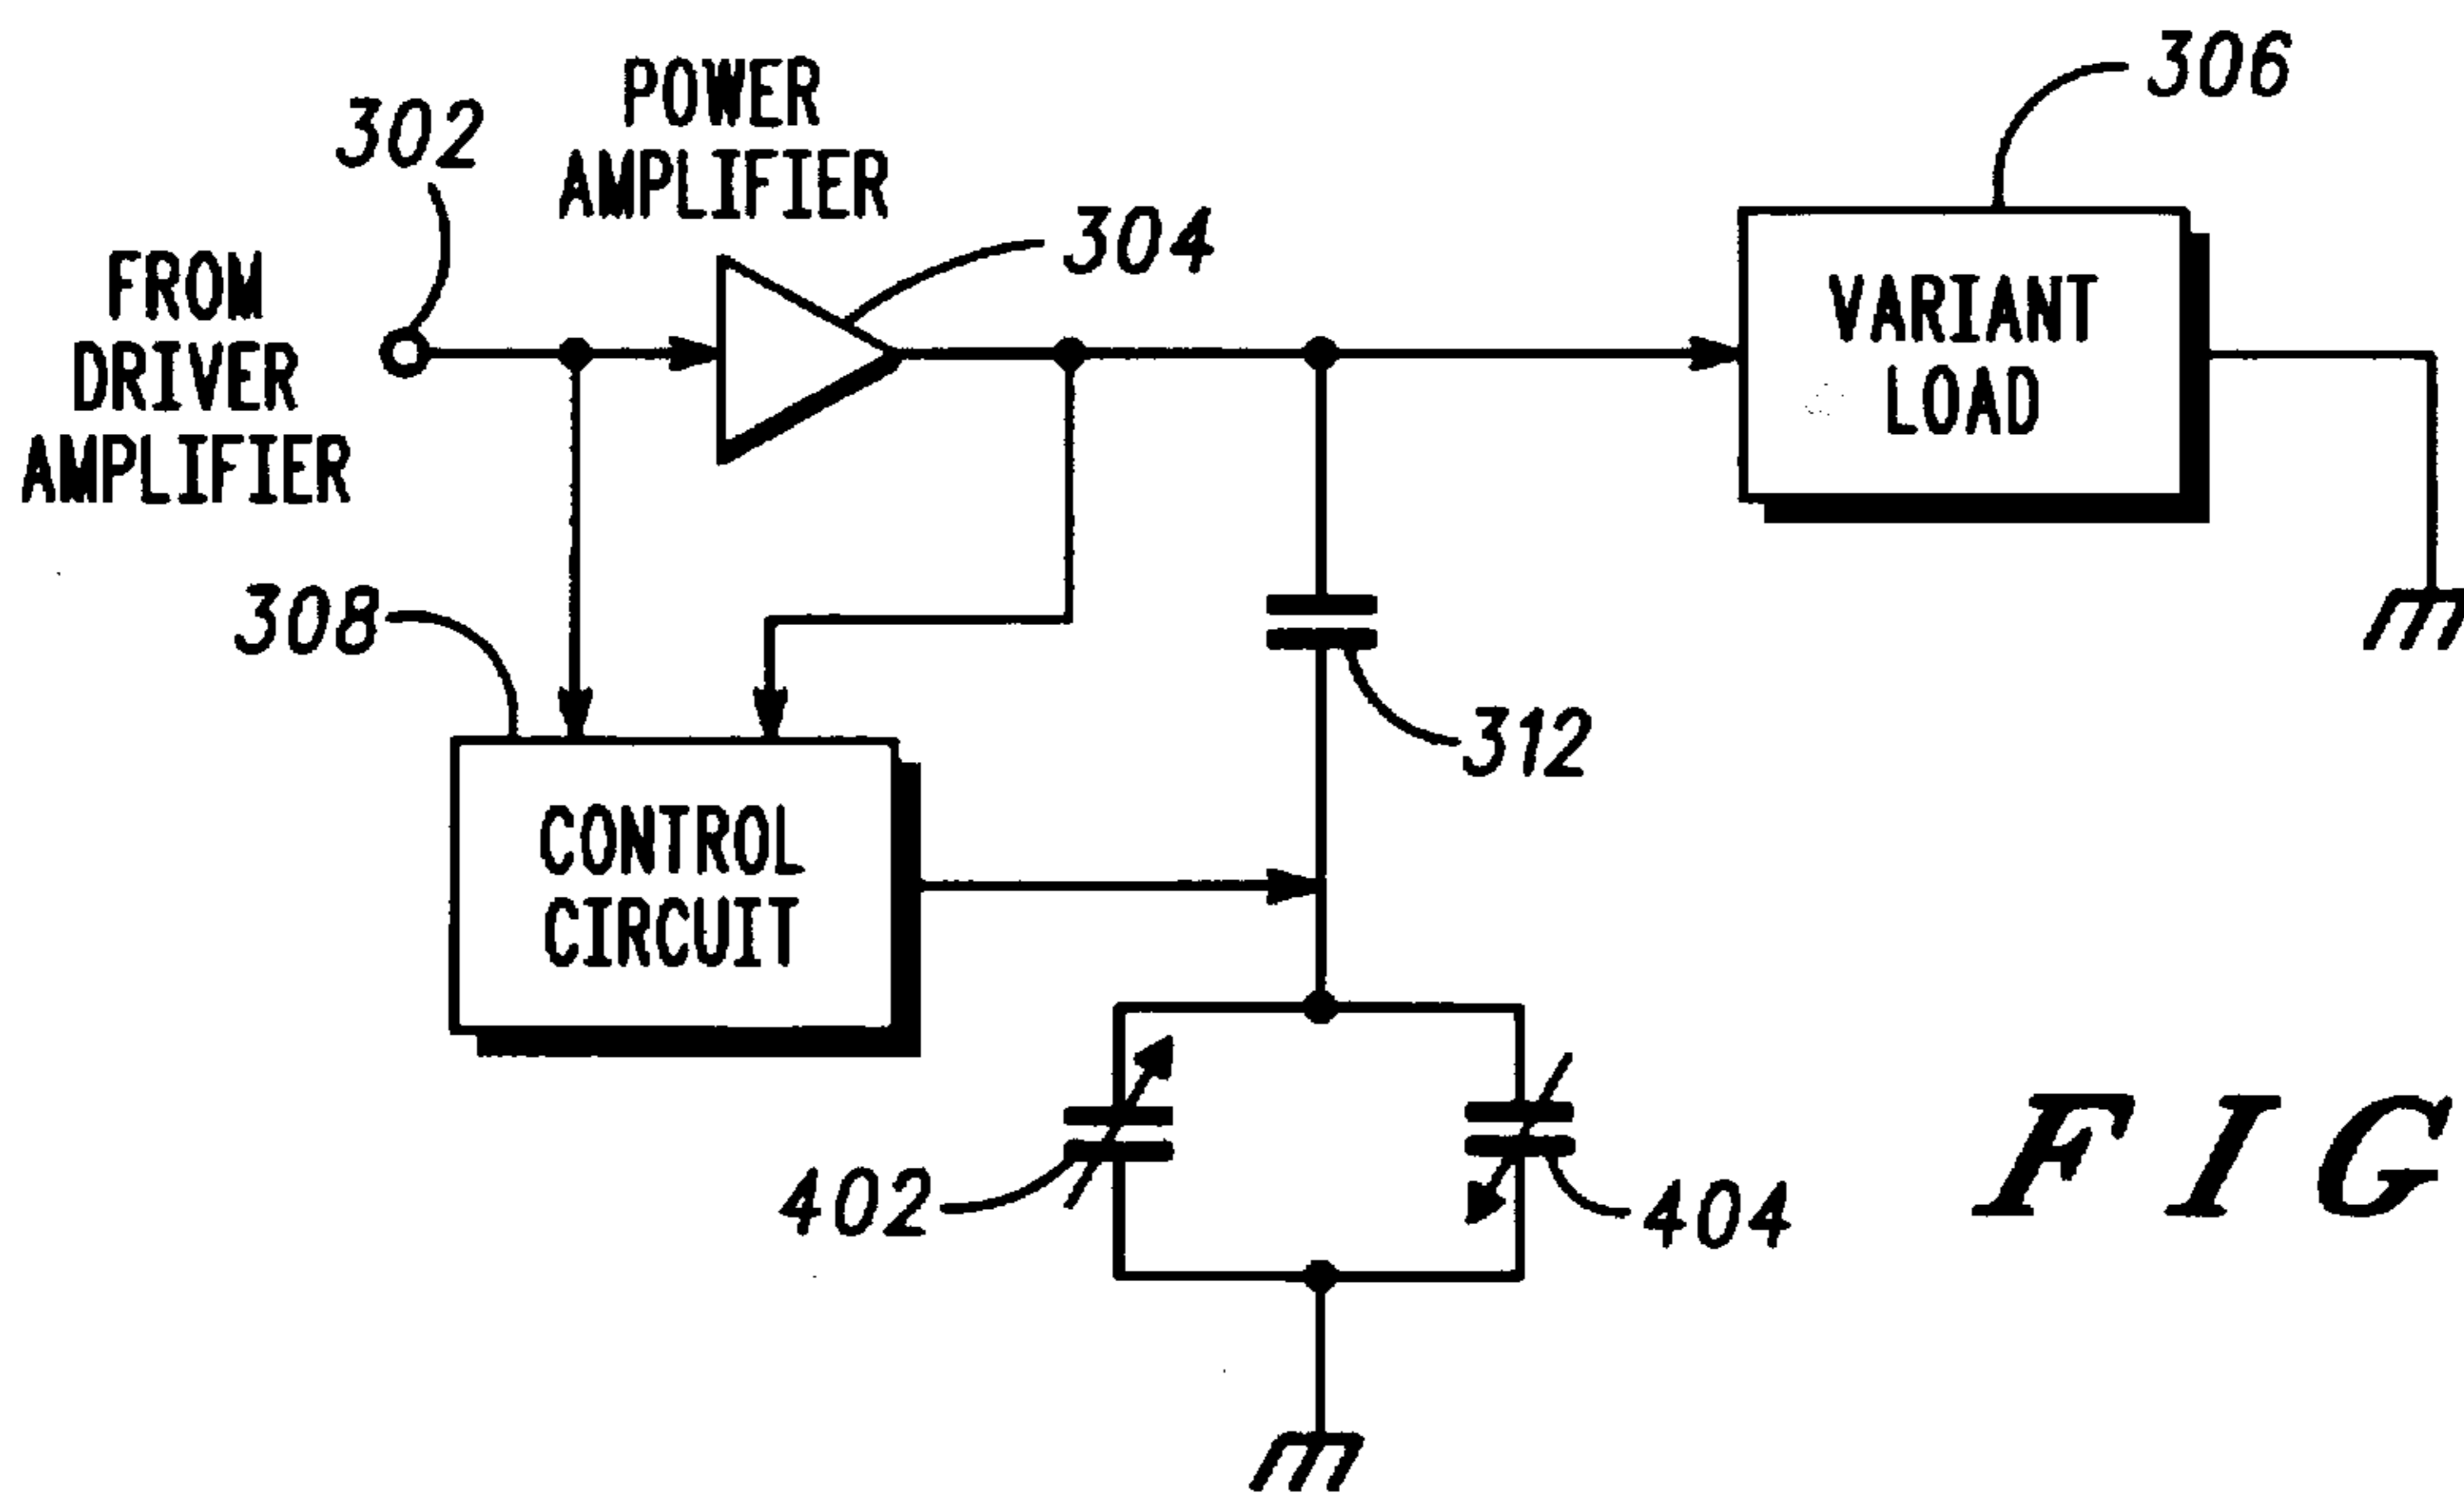 POWER
AMPLIFIER
302
304
306
FROM
DRIVER
AMPLIFIER
VARIANT
LOAD
308
312
CONTROL
CIRCUIT
402
404
FIG